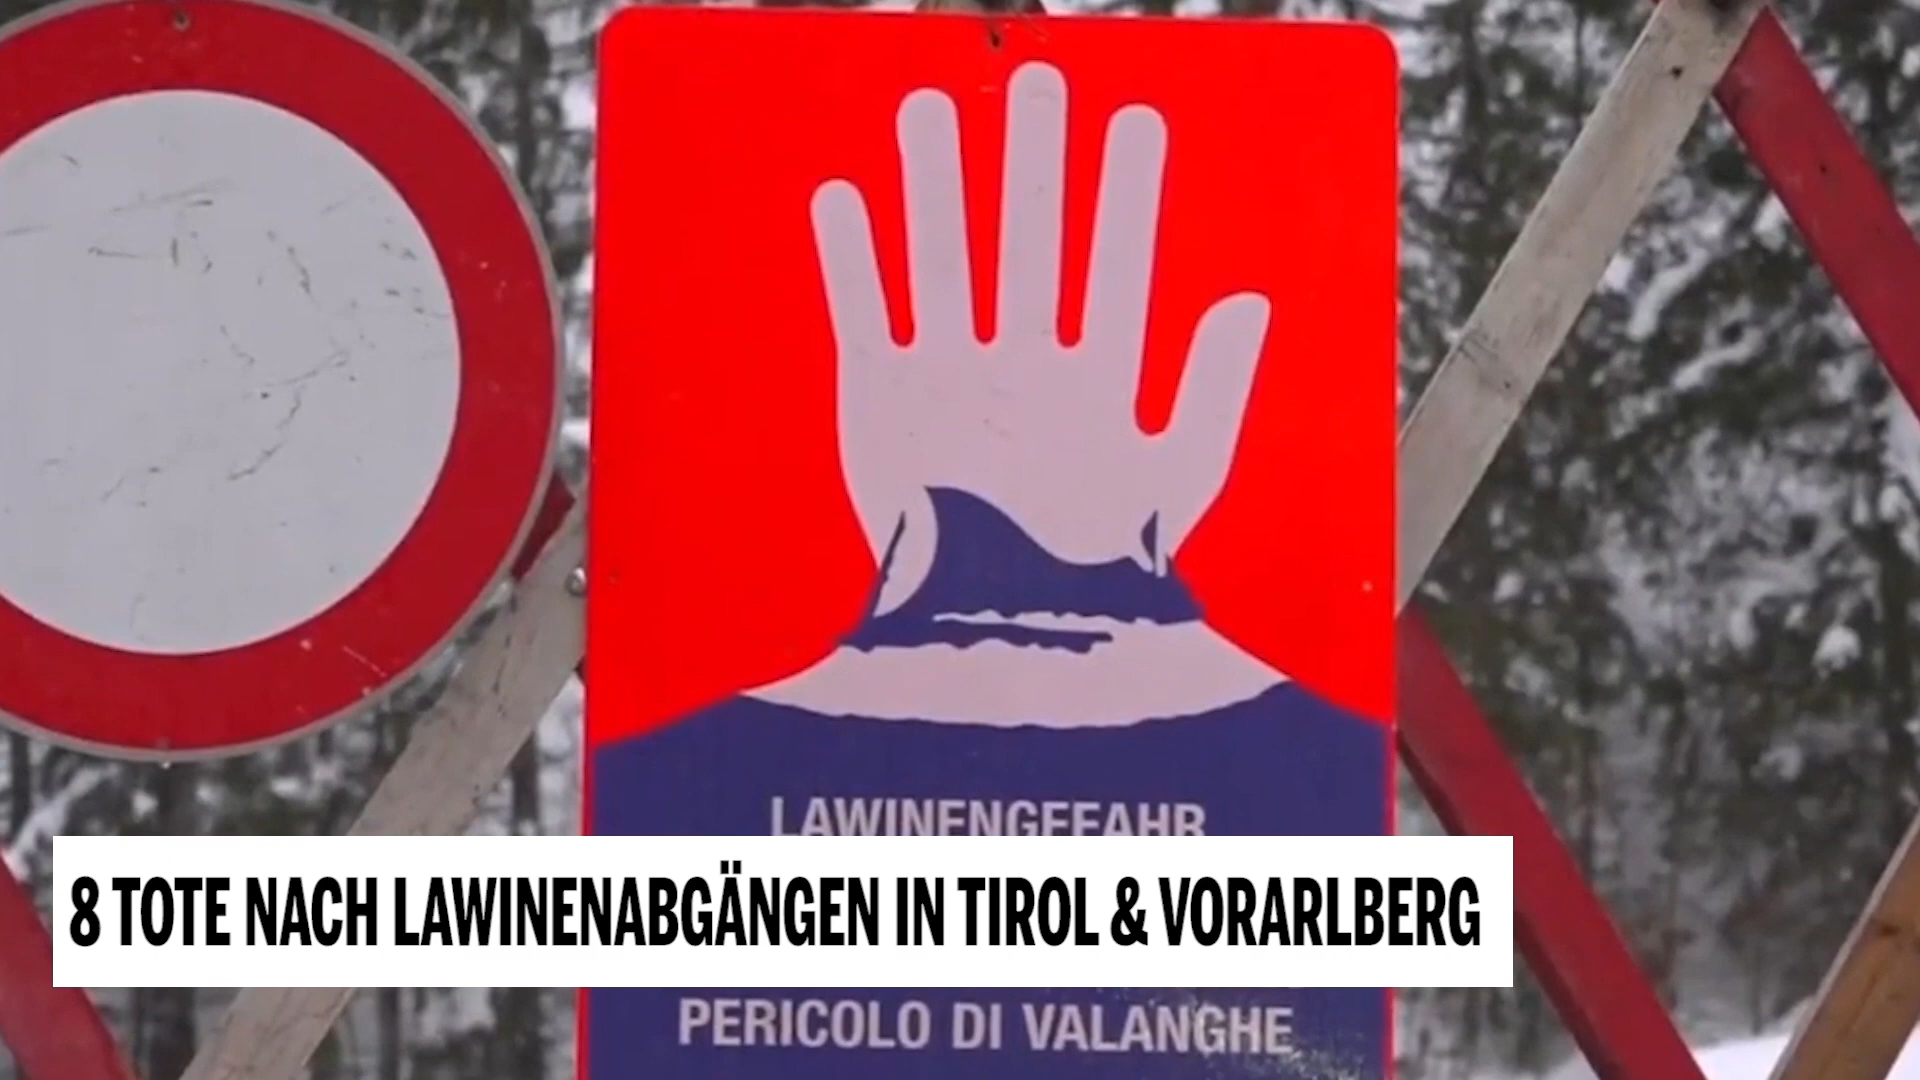 LAWINENGEFAHR
8 TOTE NACH LAWINENABGÄNGEN IN TIROL & VORARLBERG
PERICOLO DI VALANGHE